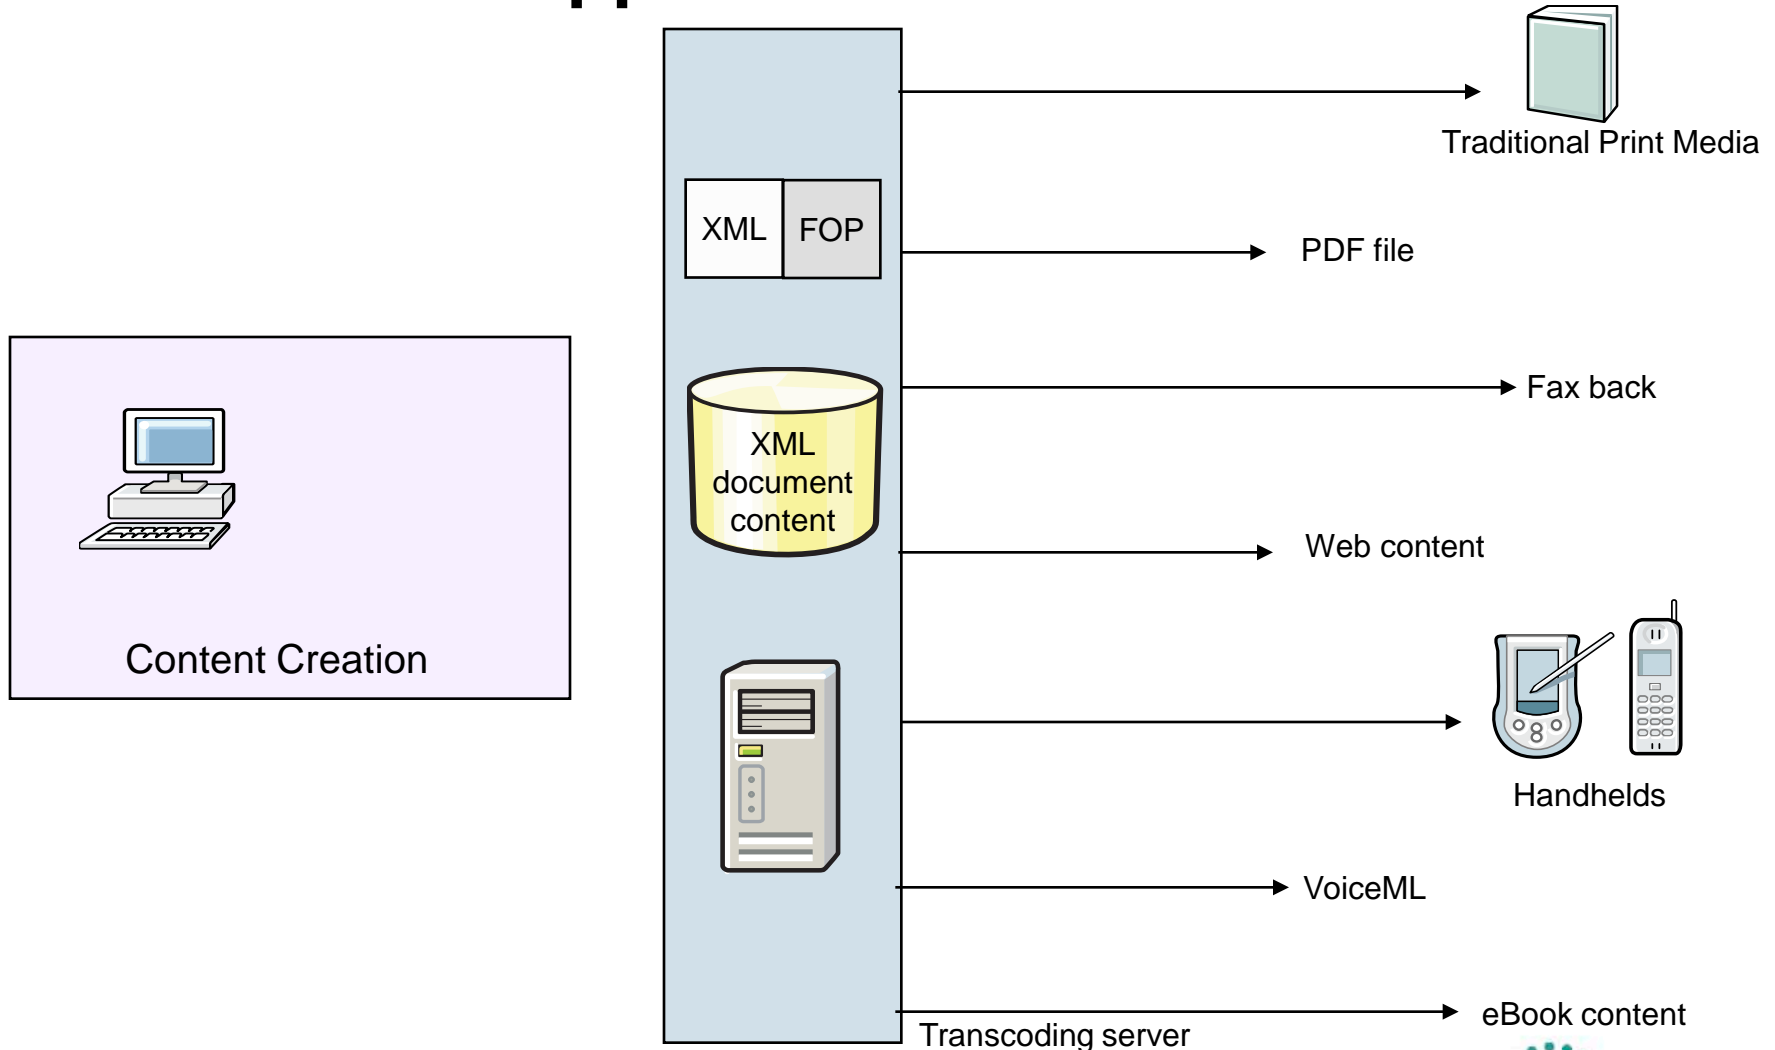 Traditional Print Media
XML
FOP
PDF file
Fax back
XML
document
content
Web content
Content Creation
Handhelds
VoiceML
eBook content
Transcoding server